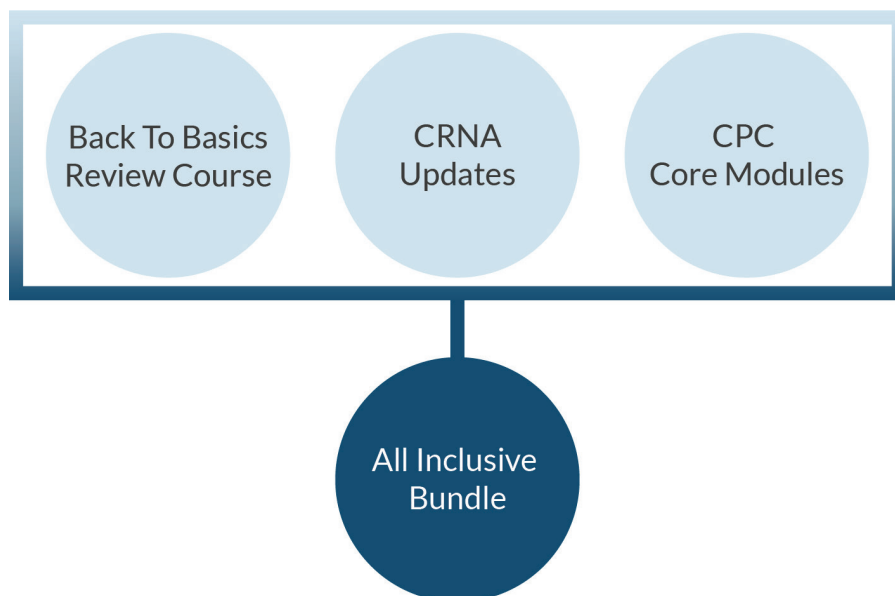 Back To Basics
Review Course
CRNA
Updates
CPC
Core Modules
All Inclusive
Bundle